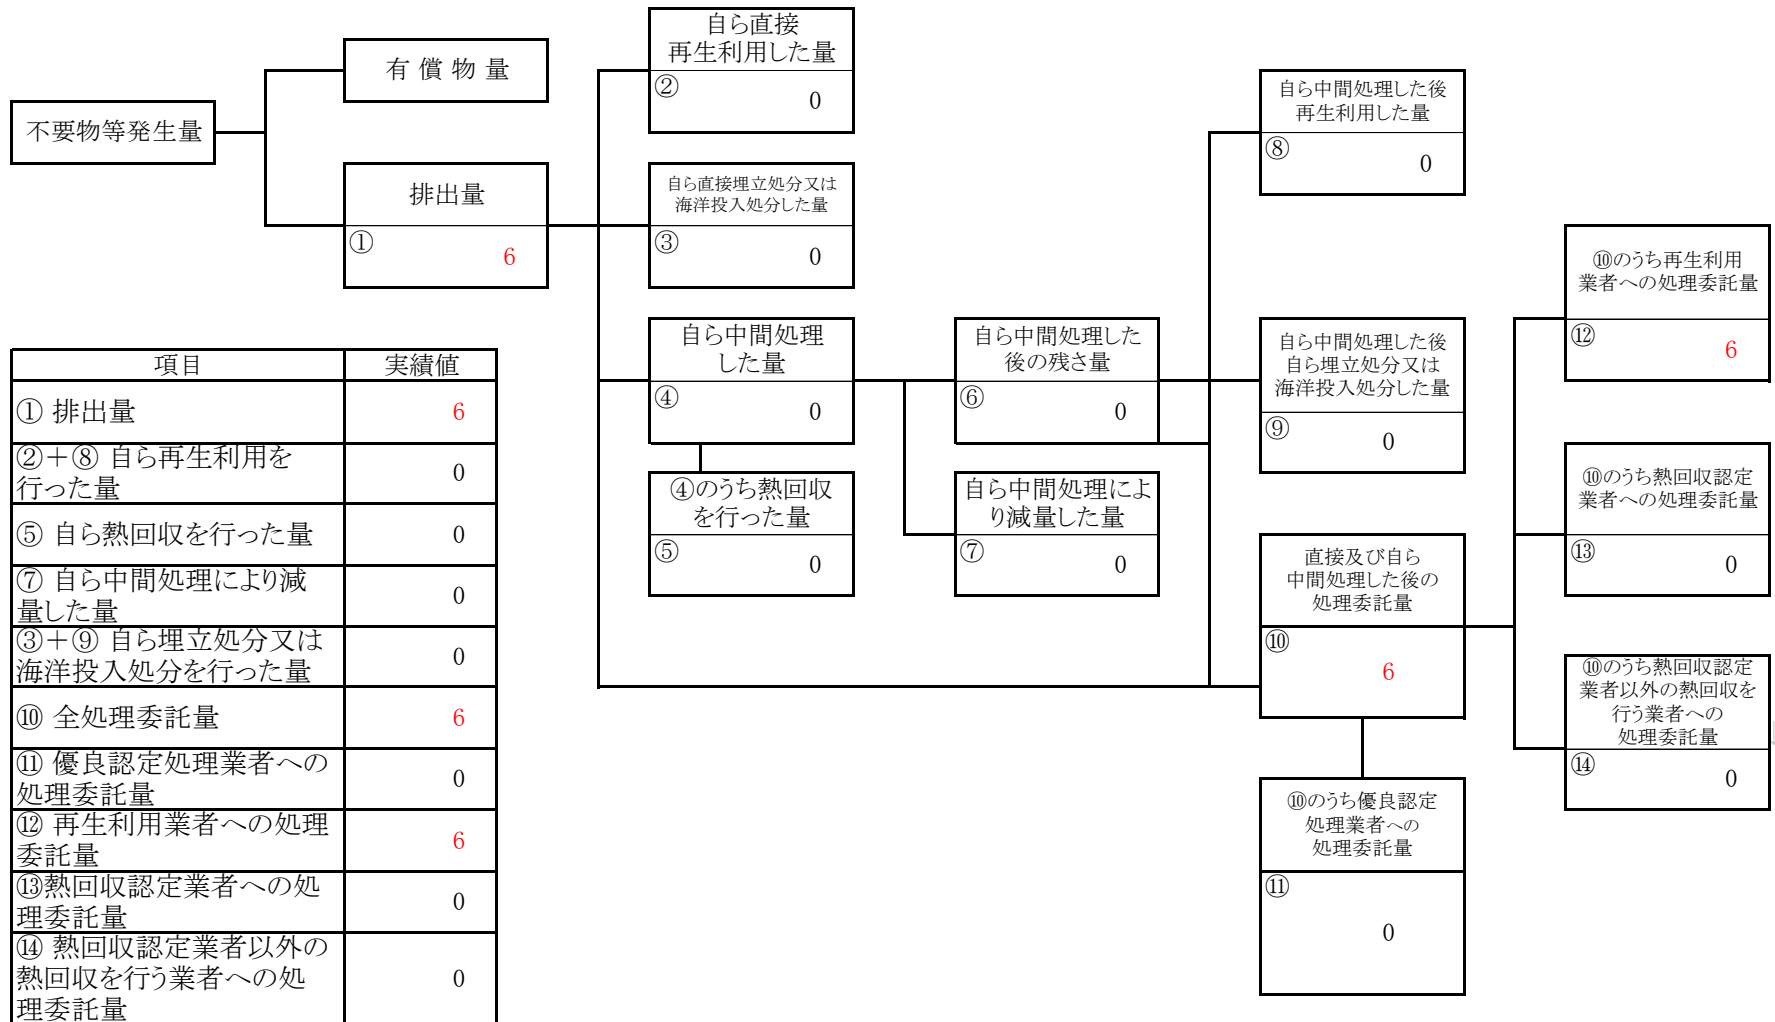 不要物等発生量
有償物量
排出量
①
6
自ら直接
再生利用した量
②
0
自ら直接埋立処分又は
海洋投入処分した量
③
0
自ら中間処理
した量
④
0
④のうち熱回収
を行った量
⑤
0
自ら中間処理した
後の残さ量
⑥
0
自ら中間処理によ
り減量した量
⑦
0
自ら中間処理した後
再生利用した量
⑧
0
自ら中間処理した後
自ら埋立処分又は
海洋投入処分した量
⑨
0
直接及び自ら
中間処理した後の
処理委託量
⑩
6
⑩のうち優良認定
処理業者への
処理委託量
⑪
0
⑩のうち再生利用
業者への処理委託量
⑫
6
⑩のうち熱回収認定
業者への処理委託量
⑬
0
⑩のうち熱回収認定
業者以外の熱回収を
行う業者への
処理委託量
⑭
0
項目 実績値
① 排出量 6
②＋⑧ 自ら再生利用を
行った量 0
⑤ 自ら熱回収を行った量 0
⑦ 自ら中間処理により減
量した量 0
③＋⑨ 自ら埋立処分又は
海洋投入処分を行った量 0
⑩ 全処理委託量 6
⑪ 優良認定処理業者への
処理委託量 0
⑫ 再生利用業者への処理
委託量 6
⑬熱回収認定業者への処
理委託量 0
⑭ 熱回収認定業者以外の
熱回収を行う業者への処
理委託量 0